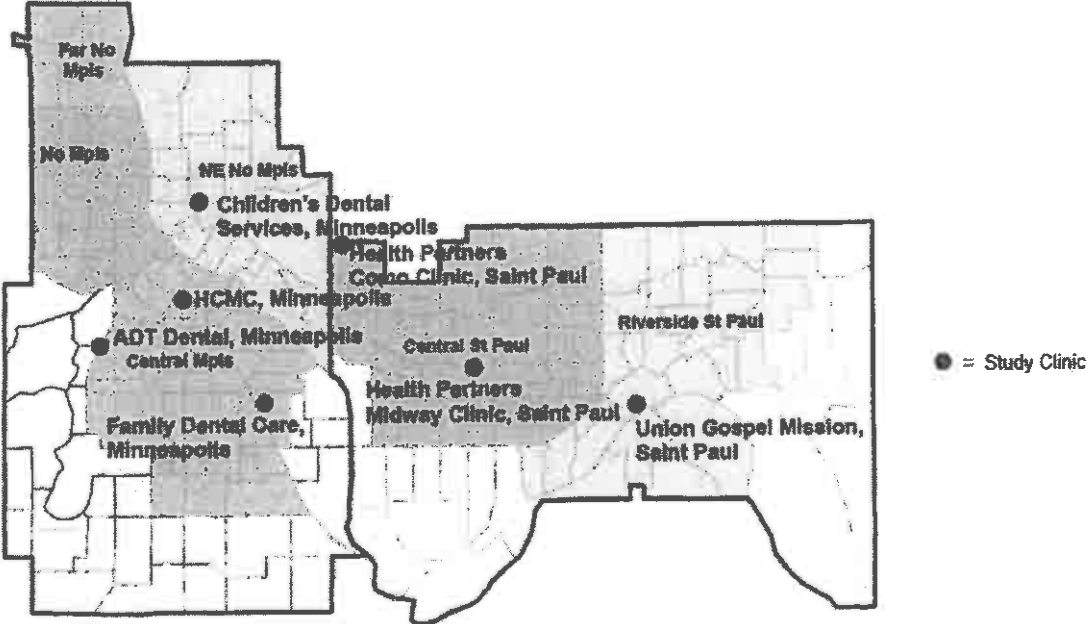 Far No
Mpls
No Mpls
NE No Mpls
Children's Dental
Services, Minneapolis
Health Partners
Como Clinic, Saint Paul
HCMC, Minneapolis
ADT Dental, Minneapolis
Central Mpls
Riverside St Paul
Central St Paul
Health Partners
Midway Clinic, Saint Paul
Family Dental Care,
Minneapolis
Union Gospel Mission,
Saint Paul
= Study Clinic